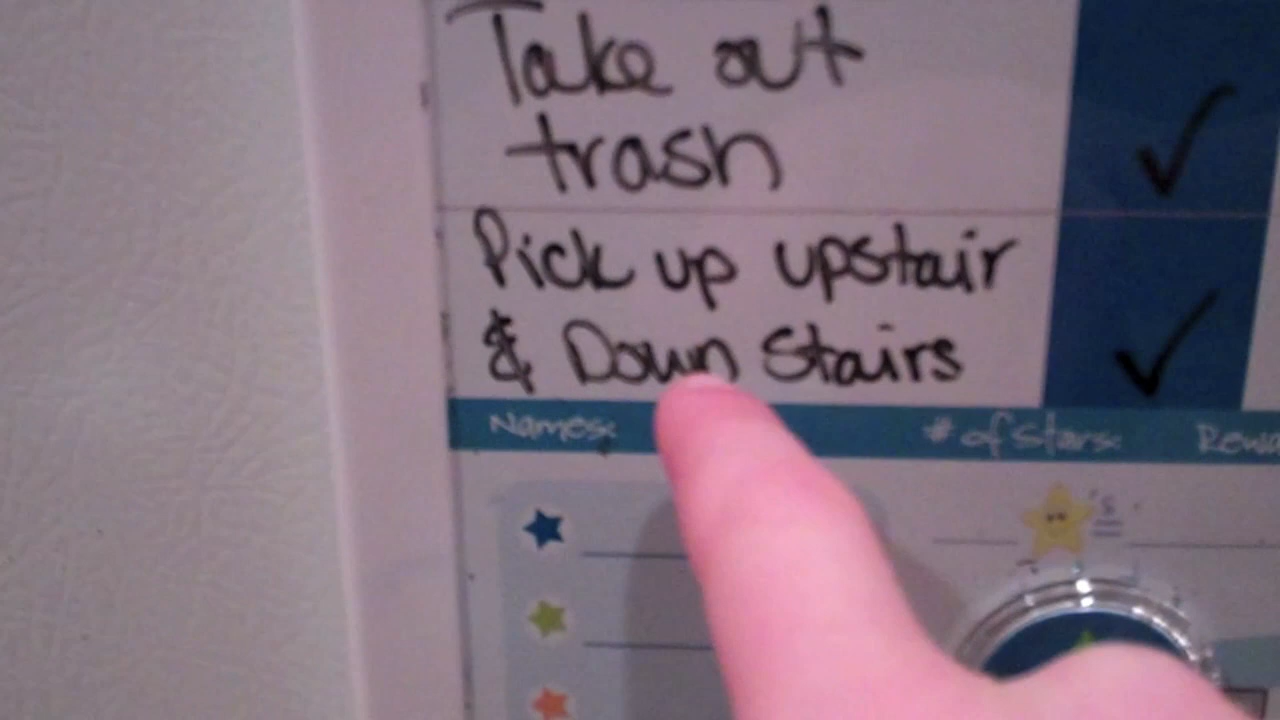 Take out
trash
Pick up upstair
& Down Stairs
Names:
# of Stars:
's